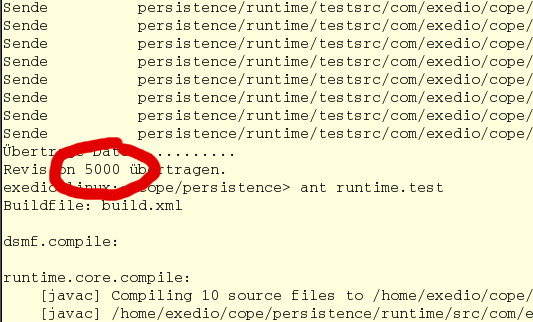 Sende persistence/runtime/testsrc/com/exedio/cope/
Sende persistence/runtime/testsrc/com/exedio/cope/
Sende persistence/runtime/testsrc/com/exedio/cope/
Sende persistence/runtime/testsrc/com/exedio/cope/
Sende persistence/runtime/testsrc/com/exedio/cope/
Sende persistence/runtime/testsrc/com/exedio/cope/
Sende persistence/runtime/testsrc/com/exedio/cope/
Sende persistence/runtime/testsrc/com/exedio/cope/
Übertrage Date .........
Revision 5000 übertragen.
exedio linux: cope/persistence> ant runtime.test
Buildfile: build.xml
dsmf.compile:
runtime.core.compile:
[javac] Compiling 10 source files to /home/exedio/cope/
[javac] /home/exedio/cope/persistence/runtime/src/com/e